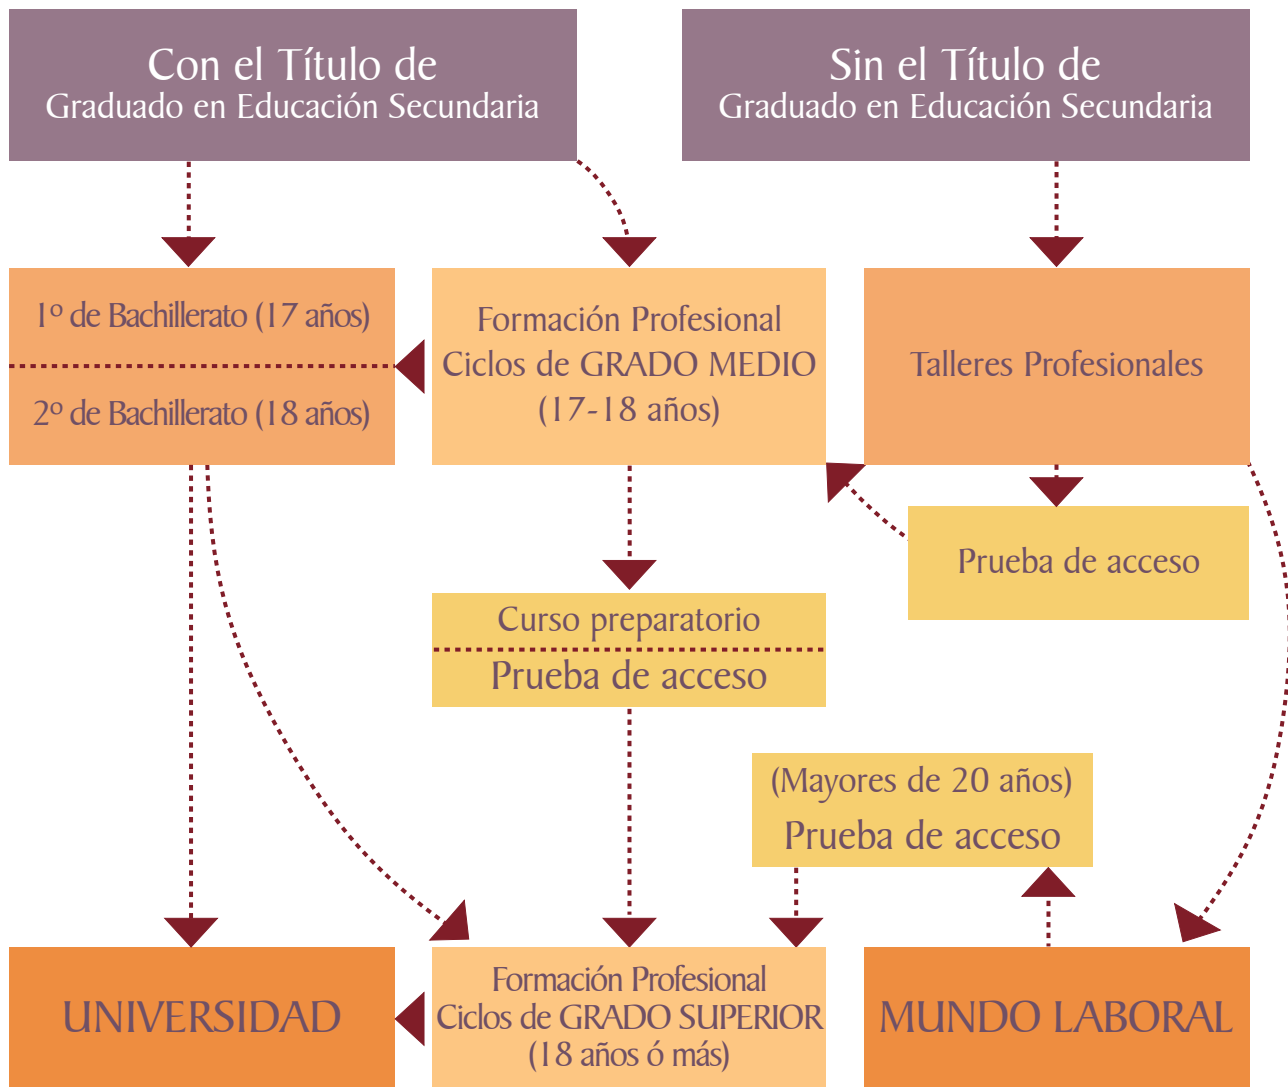 Con el Título de
Graduado en Educación Secundaria
Sin el Título de
Graduado en Educación Secundaria
1º de Bachillerato (17 años)
2º de Bachillerato (18 años)
Formación Profesional
Ciclos de GRADO MEDIO
(17-18 años)
Talleres Profesionales
Prueba de acceso
Curso preparatorio
Prueba de acceso
(Mayores de 20 años)
Prueba de acceso
UNIVERSIDAD
Formación Profesional
Ciclos de GRADO SUPERIOR
(18 años ó más)
MUNDO LABORAL